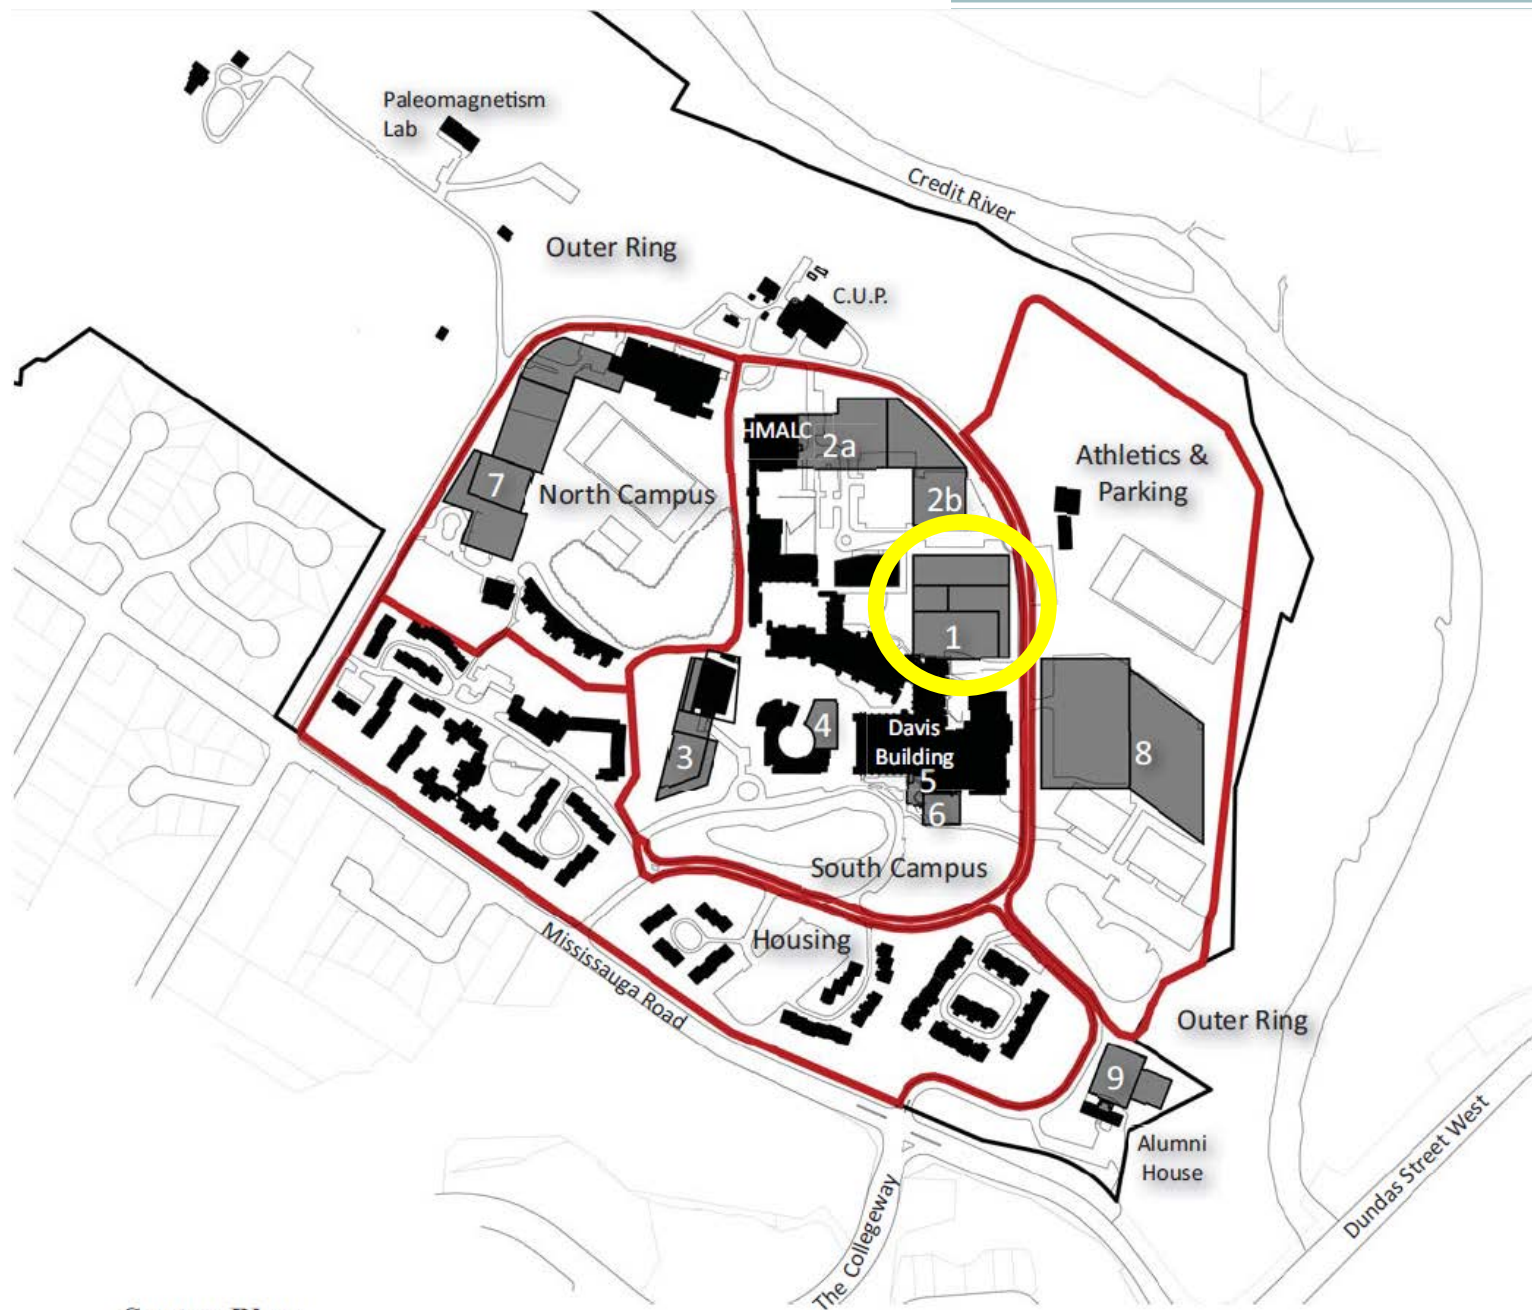 Paleomagnetism
Lab
Credit River
Outer Ring
C.U.P.
HMALC
2a
Athletics &
Parking
7
North Campus
2b
1
4
Davis
Building
3
8
5
6
South Campus
Housing
Mississauga Road
Outer Ring
9
Alumni
House
The Collegeway
Dundas Street West